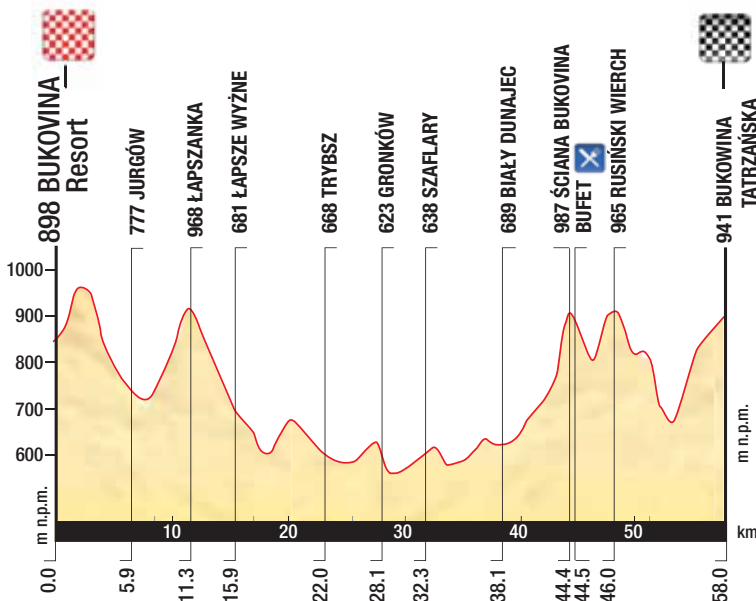 898 BUKOVINA
Resort
777 JURGÓW
968 ŁAPSZANKA
681 ŁAPSZE WYŻNE
668 TRYBSZ
623 GRONKÓW
638 SZAFLARY
689 BIAŁY DUNAJEC
987 ŚCIANA BUKOVINA
BUFET
965 RUSIŃSKI WIERCH
941 BUKOWINA
TATRZAŃSKA
1000
900
800
700
600
m n.p.m.
m n.p.m.
10
20
30
40
50
km
0.0
5.9
11.3
15.9
22.0
28.1
32.3
38.1
44.4
44.5
46.0
58.0